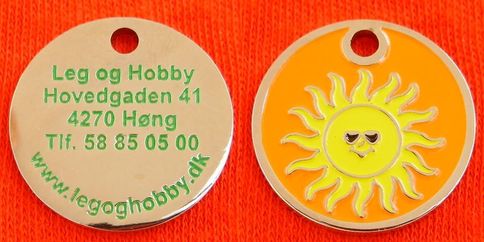 Leg og Hobby
Hovedgaden 41
4270 Høng
Tlf. 58 85 05 00
www.legoghobby.dk